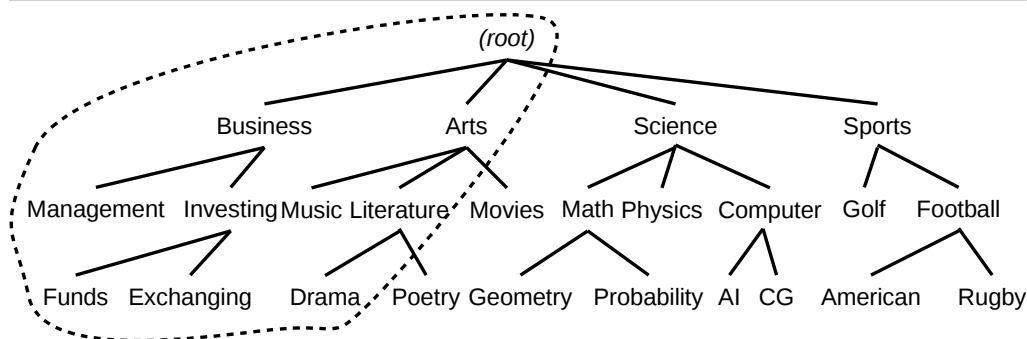 (root)
Business Arts Science Sports
Management Investing Music Literature Movies Math Physics Computer Golf Football
Funds Exchanging Drama Poetry Geometry Probability AI CG American Rugby